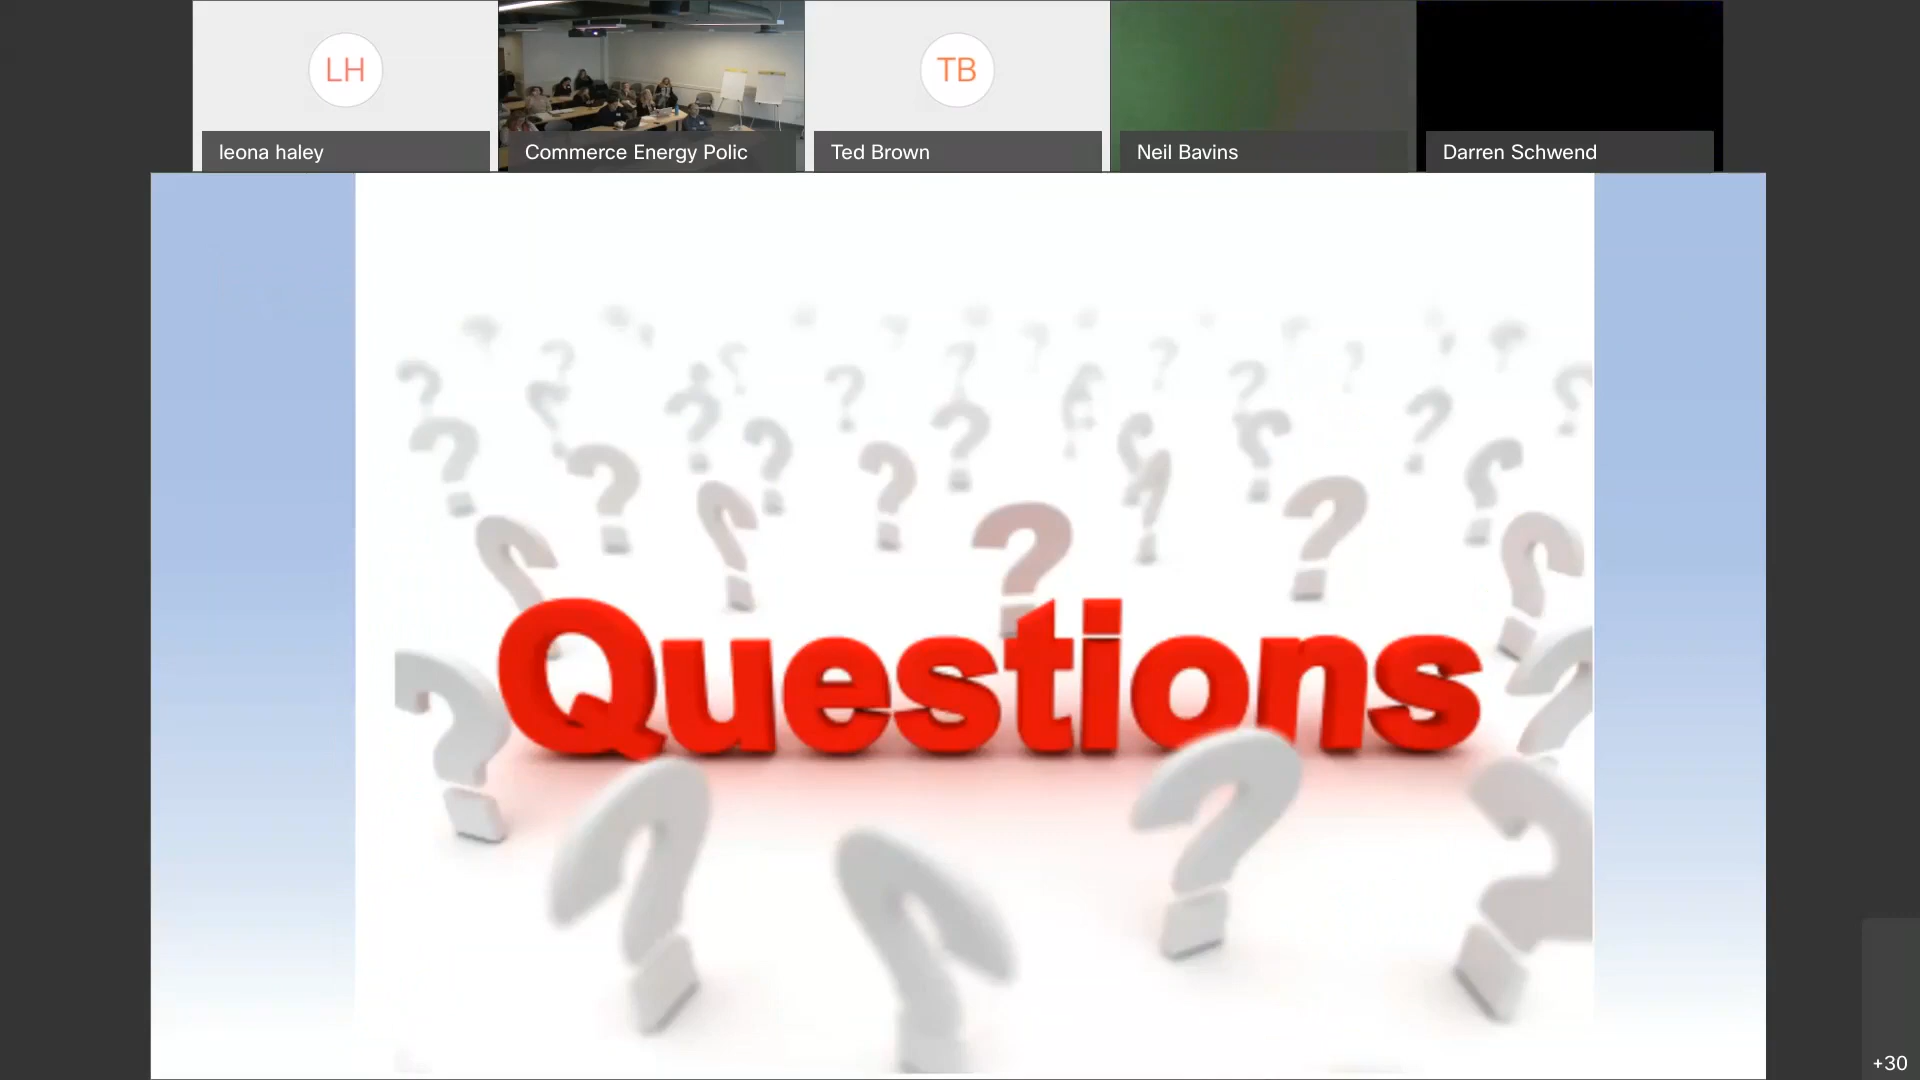 LH
TB
leona haley
Commerce Energy Polic
Ted Brown
Neil Bavins
Darren Schwend
Questions
+30